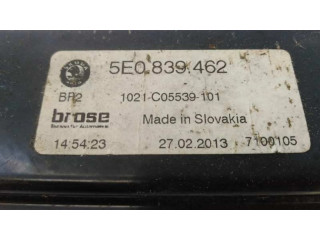 5E0.839.462
BR2 1021-C05539-101
brose
Made in Slovakia
14:54:23 27.02.2013 7100105